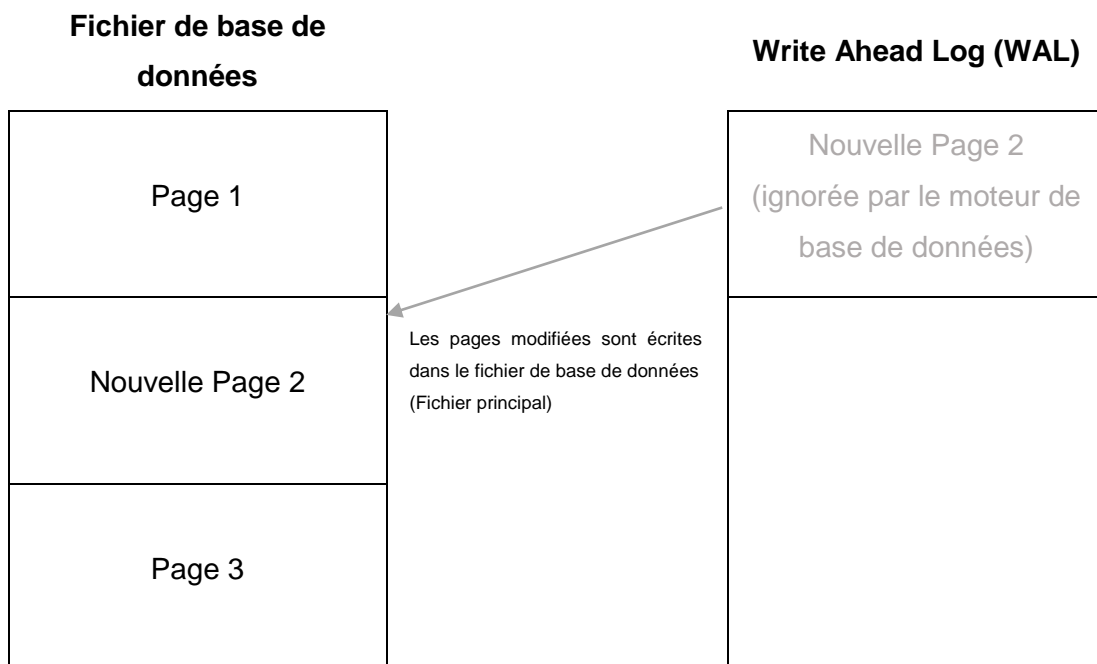 Fichier de base de
données
Write Ahead Log (WAL)
Page 1
Nouvelle Page 2
(ignorée par le moteur de
base de données)
Les pages modifiées sont écrites
dans le fichier de base de données
(Fichier principal)
Nouvelle Page 2
Page 3